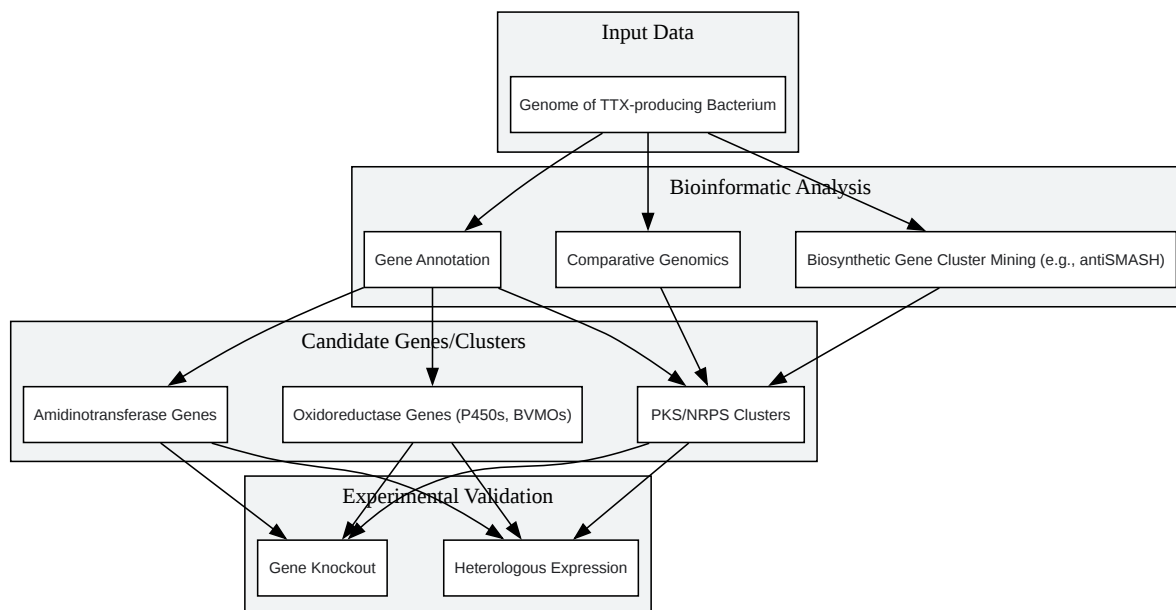 Input Data
Genome of TTX-producing Bacterium
Bioinformatic Analysis
Gene Annotation
Comparative Genomics
Biosynthetic Gene Cluster Mining (e.g., antiSMASH)
Candidate Genes/Clusters
Amidinotransferase Genes
Oxidoreductase Genes (P450s, BVMOs)
PKS/NRPS Clusters
Experimental Validation
Gene Knockout
Heterologous Expression